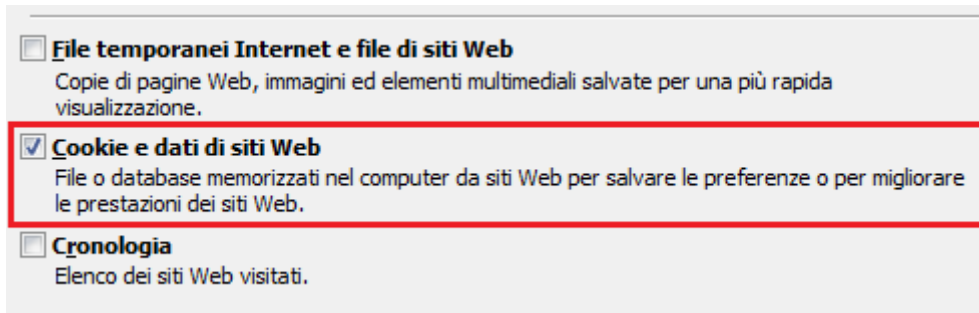 File temporanei Internet e file di siti Web
Copie di pagine Web, immagini ed elementi multimediali salvate per una più rapida
visualizzazione.
Cookie e dati di siti Web
File o database memorizzati nel computer da siti Web per salvare le preferenze o per migliorare
le prestazioni dei siti Web.
Cronologia
Elenco dei siti Web visitati.